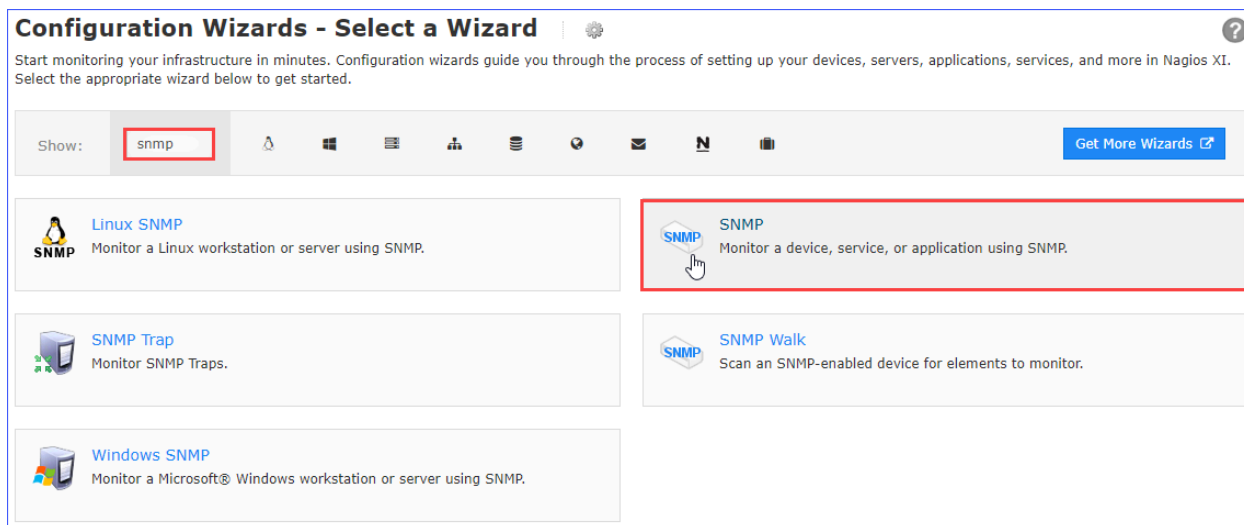 Configuration Wizards - Select a Wizard
?
Start monitoring your infrastructure in minutes. Configuration wizards guide you through the process of setting up your devices, servers, applications, services, and more in Nagios XI.
Select the appropriate wizard below to get started.
Show: snmp N Get More Wizards
SNMP
Linux SNMP
Monitor a Linux workstation or server using SNMP.
SNMP
SNMP
Monitor a device, service, or application using SNMP.
SNMP Trap
Monitor SNMP Traps.
SNMP
SNMP Walk
Scan an SNMP-enabled device for elements to monitor.
Windows SNMP
Monitor a Microsoft® Windows workstation or server using SNMP.